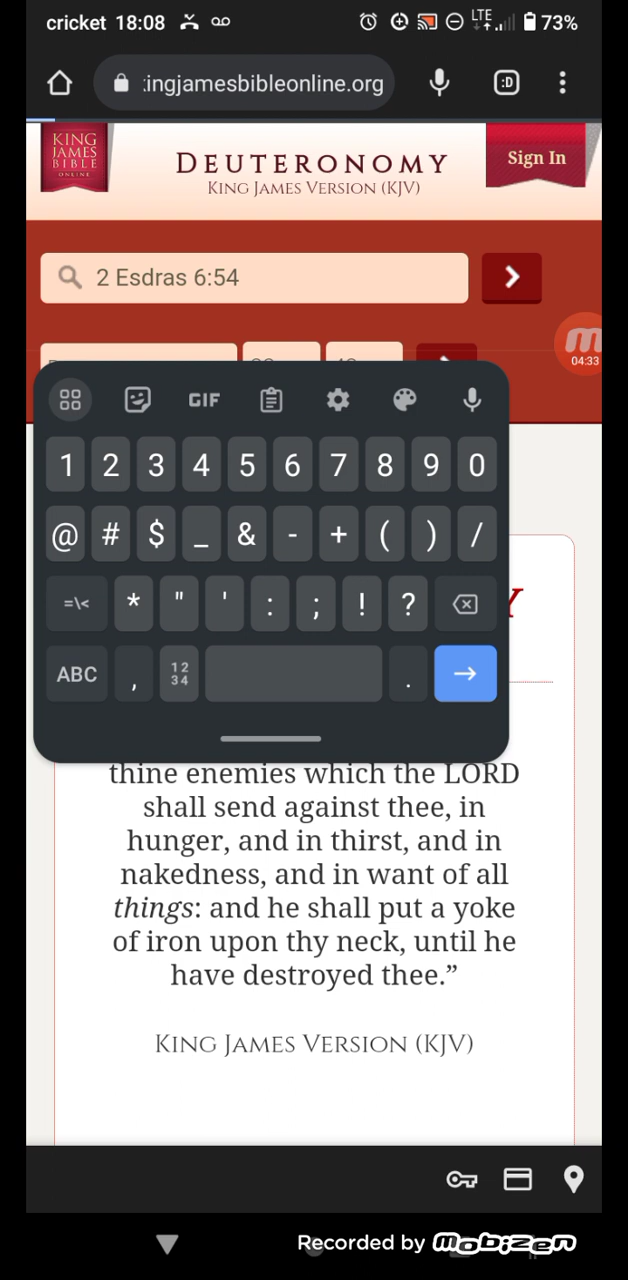 cricket 18:08 LTE 73%
:ingjamesbibleonline.org :D
KING
JAMES
BIBLE
ONLINE
DEUTERONOMY
KING JAMES VERSION (KJV)
Sign In
2 Esdras 6:54
m
04:33
GIF
1 2 3 4 5 6 7 8 9 0
@ # $ _ & - + ( ) /
=\< * " ' : ; ! ?
ABC , 12 34 . 
Y
thine enemies which the LORD
shall send against thee, in
hunger, and in thirst, and in
nakedness, and in want of all
things: and he shall put a yoke
of iron upon thy neck, until he
have destroyed thee.”
KING JAMES VERSION (KJV)
Recorded by Mobizen